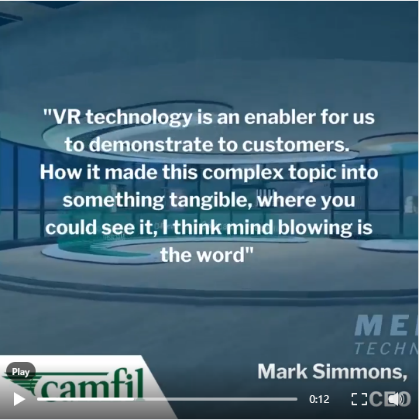 "VR technology is an enabler for us
to demonstrate to customers.
How it made this complex topic into
something tangible, where you
could see it, I think mind blowing is
the word"
ME
TECHN
Play
camfil
Mark Simmons,
0:12
CEO